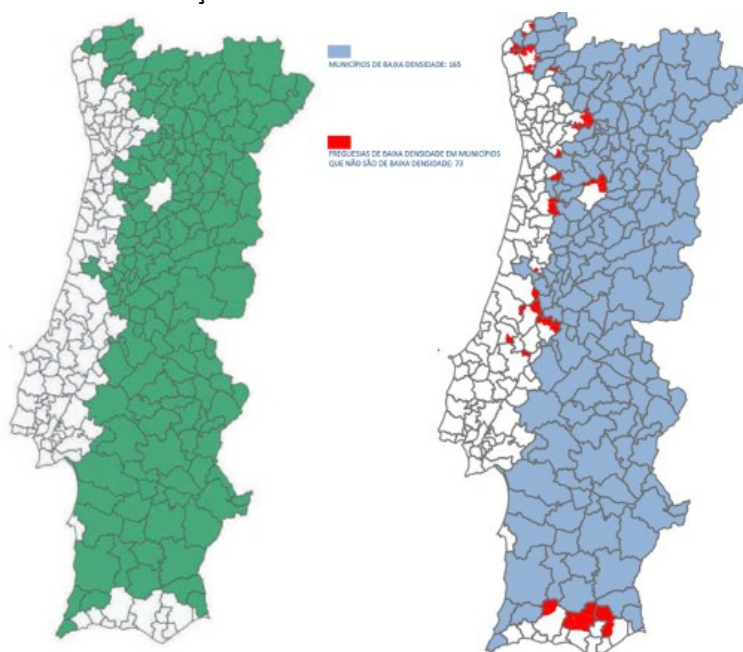 MUNICÍPIOS DE BAIXA DENSIDADE: 165
FREGUESIAS DE BAIXA DENSIDADE EM MUNICÍPIOS
QUE NÃO SÃO DE BAIXA DENSIDADE: 73